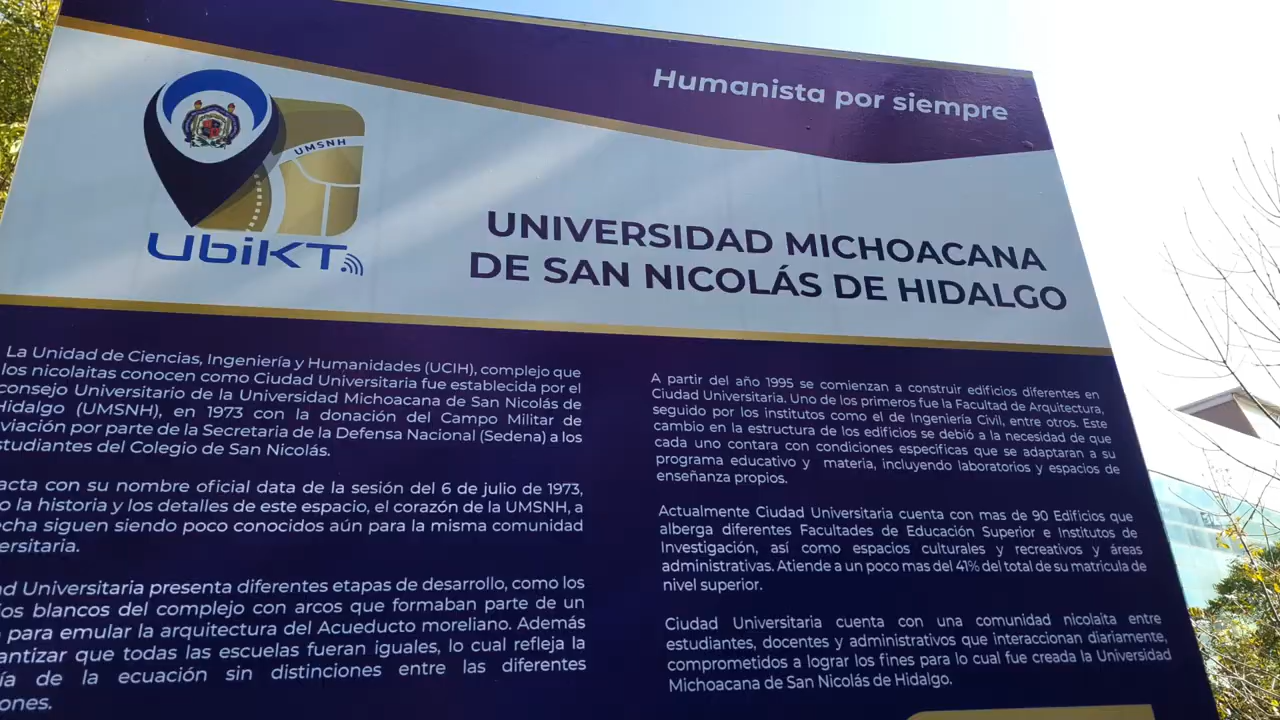 Humanista por siempre
UMSNH
UbiKT
UNIVERSIDAD MICHOACANA
DE SAN NICOLÁS DE HIDALGO
La Unidad de Ciencias, Ingeniería y Humanidades (UCIH), complejo que
los nicolaitas conocen como Ciudad Universitaria fue establecida por el
consejo Universitario de la Universidad Michoacana de San Nicolás de
Hidalgo (UMSNH), en 1973 con la donación del Campo Militar de
viación por parte de la Secretaria de la Defensa Nacional (Sedena) a los
studiantes del Colegio de San Nicolás.
acta con su nombre oficial data de la sesión del 6 de julio de 1973,
o la historia y los detalles de este espacio, el corazón de la UMSNH, a
echa siguen siendo poco conocidos aún para la misma comunidad
ersitaria.
ad Universitaria presenta diferentes etapas de desarrollo, como los
ios blancos del complejo con arcos que formaban parte de un
para emular la arquitectura del Acueducto moreliano. Además
antizar que todas las escuelas fueran iguales, lo cual refleja la
ía de la ecuación sin distinciones entre las diferentes
ones.
A partir del año 1995 se comienzan a construir edificios diferentes en
Ciudad Universitaria. Uno de los primeros fue la Facultad de Arquitectura,
seguido por los institutos como el de Ingeniería Civil, entre otros. Este
cambio en la estructura de los edificios se debió a la necesidad de que
cada uno contara con condiciones especificas que se adaptaran a su
programa educativo y materia, incluyendo laboratorios y espacios de
enseñanza propios.
Actualmente Ciudad Universitaria cuenta con mas de 90 Edificios que
alberga diferentes Facultades de Educación Superior e Institutos de
Investigación, así como espacios culturales y recreativos y áreas
administrativas. Atiende a un poco mas del 41% del total de su matricula de
nivel superior.
Ciudad Universitaria cuenta con una comunidad nicolaita entre
estudiantes, docentes y administrativos que interaccionan diariamente,
comprometidos a lograr los fines para lo cual fue creada la Universidad
Michoacana de San Nicolás de Hidalgo.